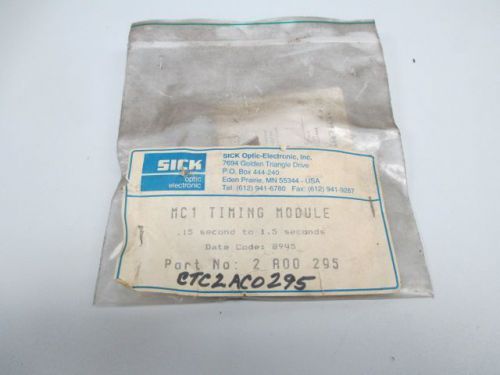 SICK
optic
electronic
SICK Optic-Electronic, Inc.
7694 Golden Triangle Drive
P.O. Box 444-240
Eden Prairie, MN 55344 - USA
Tel: (612) 941-6780 Fax: (612) 941-9287
MC1 TIMING MODULE
.15 second to 1.5 seconds
Date Code: 8945
Part No: 2 A00 295
CTC2AC0295